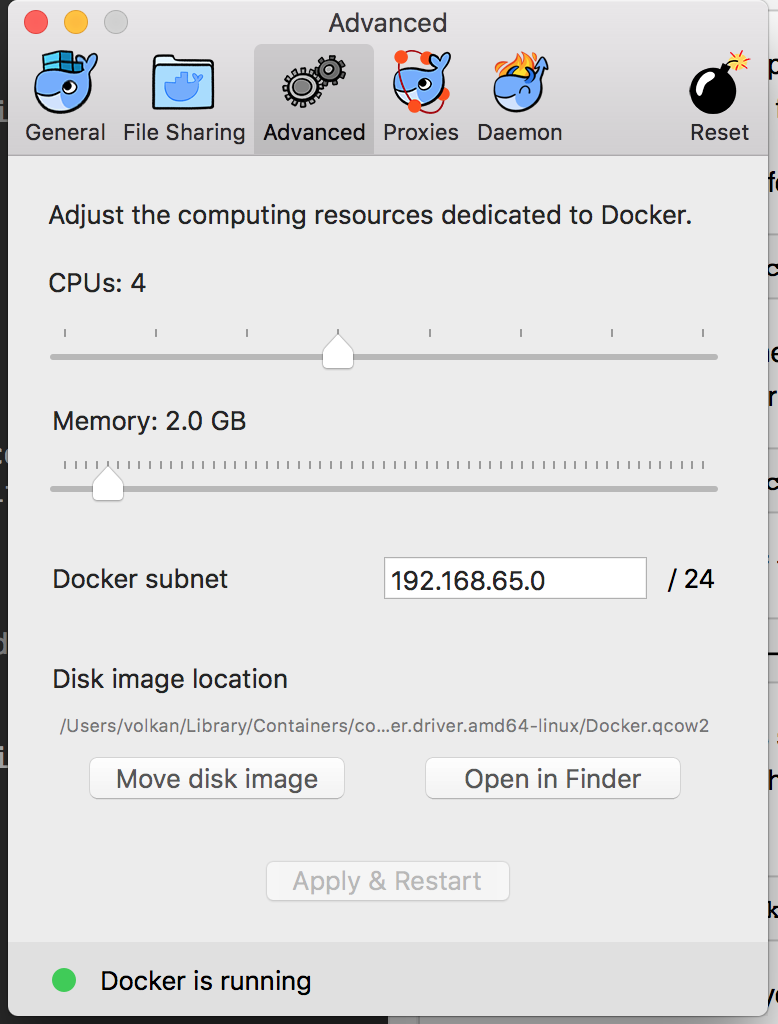 Advanced
General File Sharing Advanced Proxies Daemon Reset
Adjust the computing resources dedicated to Docker.
CPUs: 4
Memory: 2.0 GB
Docker subnet 192.168.65.0 / 24
Disk image location
/Users/volkan/Library/Containers/co...er.driver.amd64-linux/Docker.qcow2
Move disk image Open in Finder
Apply & Restart
Docker is running